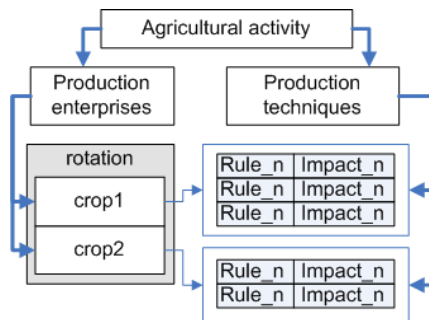 Agricultural activity
Production
enterprises
Production
techniques
rotation
crop1
crop2
Rule_n Impact_n
Rule_n Impact_n
Rule_n Impact_n
Rule_n Impact_n
Rule_n Impact_n